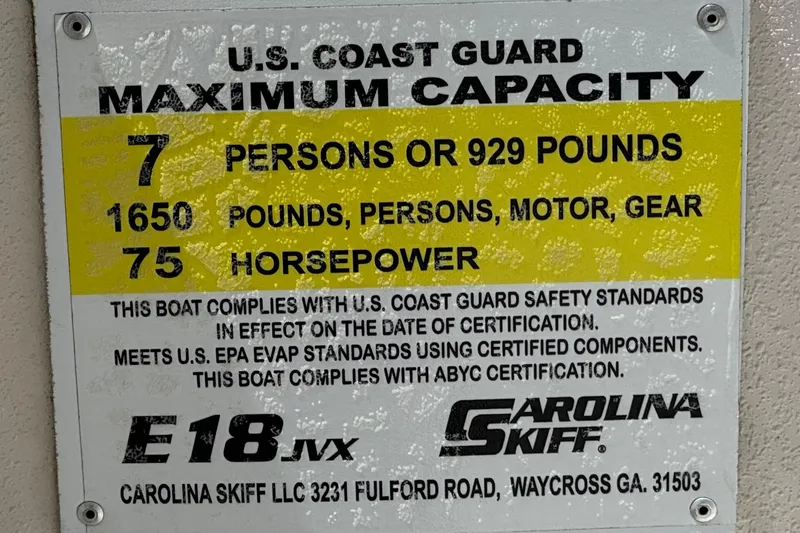 U.S. COAST GUARD
MAXIMUM CAPACITY
7 PERSONS OR 929 POUNDS
1650 POUNDS, PERSONS, MOTOR, GEAR
75 HORSEPOWER
THIS BOAT COMPLIES WITH U.S. COAST GUARD SAFETY STANDARDS
IN EFFECT ON THE DATE OF CERTIFICATION.
MEETS U.S. EPA EVAP STANDARDS USING CERTIFIED COMPONENTS.
THIS BOAT COMPLIES WITH ABYC CERTIFICATION.
E18 JVX
CAROLINA
SKIFF®
CAROLINA SKIFF LLC 3231 FULFORD ROAD, WAYCROSS GA. 31503